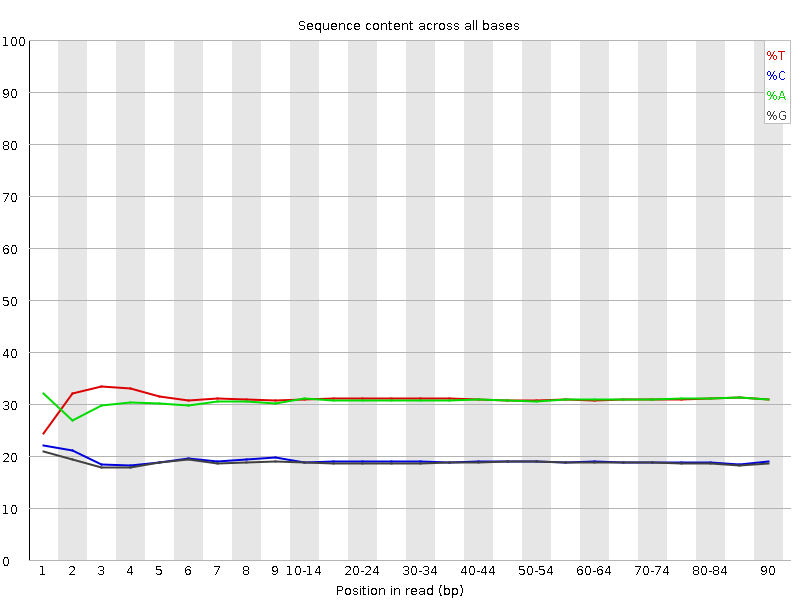 Sequence content across all bases
100
90
80
70
60
50
40
30
20
10
0
%T
%C
%A
%G
1 2 3 4 5 6 7 8 9 10-14 20-24 30-34 40-44 50-54 60-64 70-74 80-84 90
Position in read (bp)